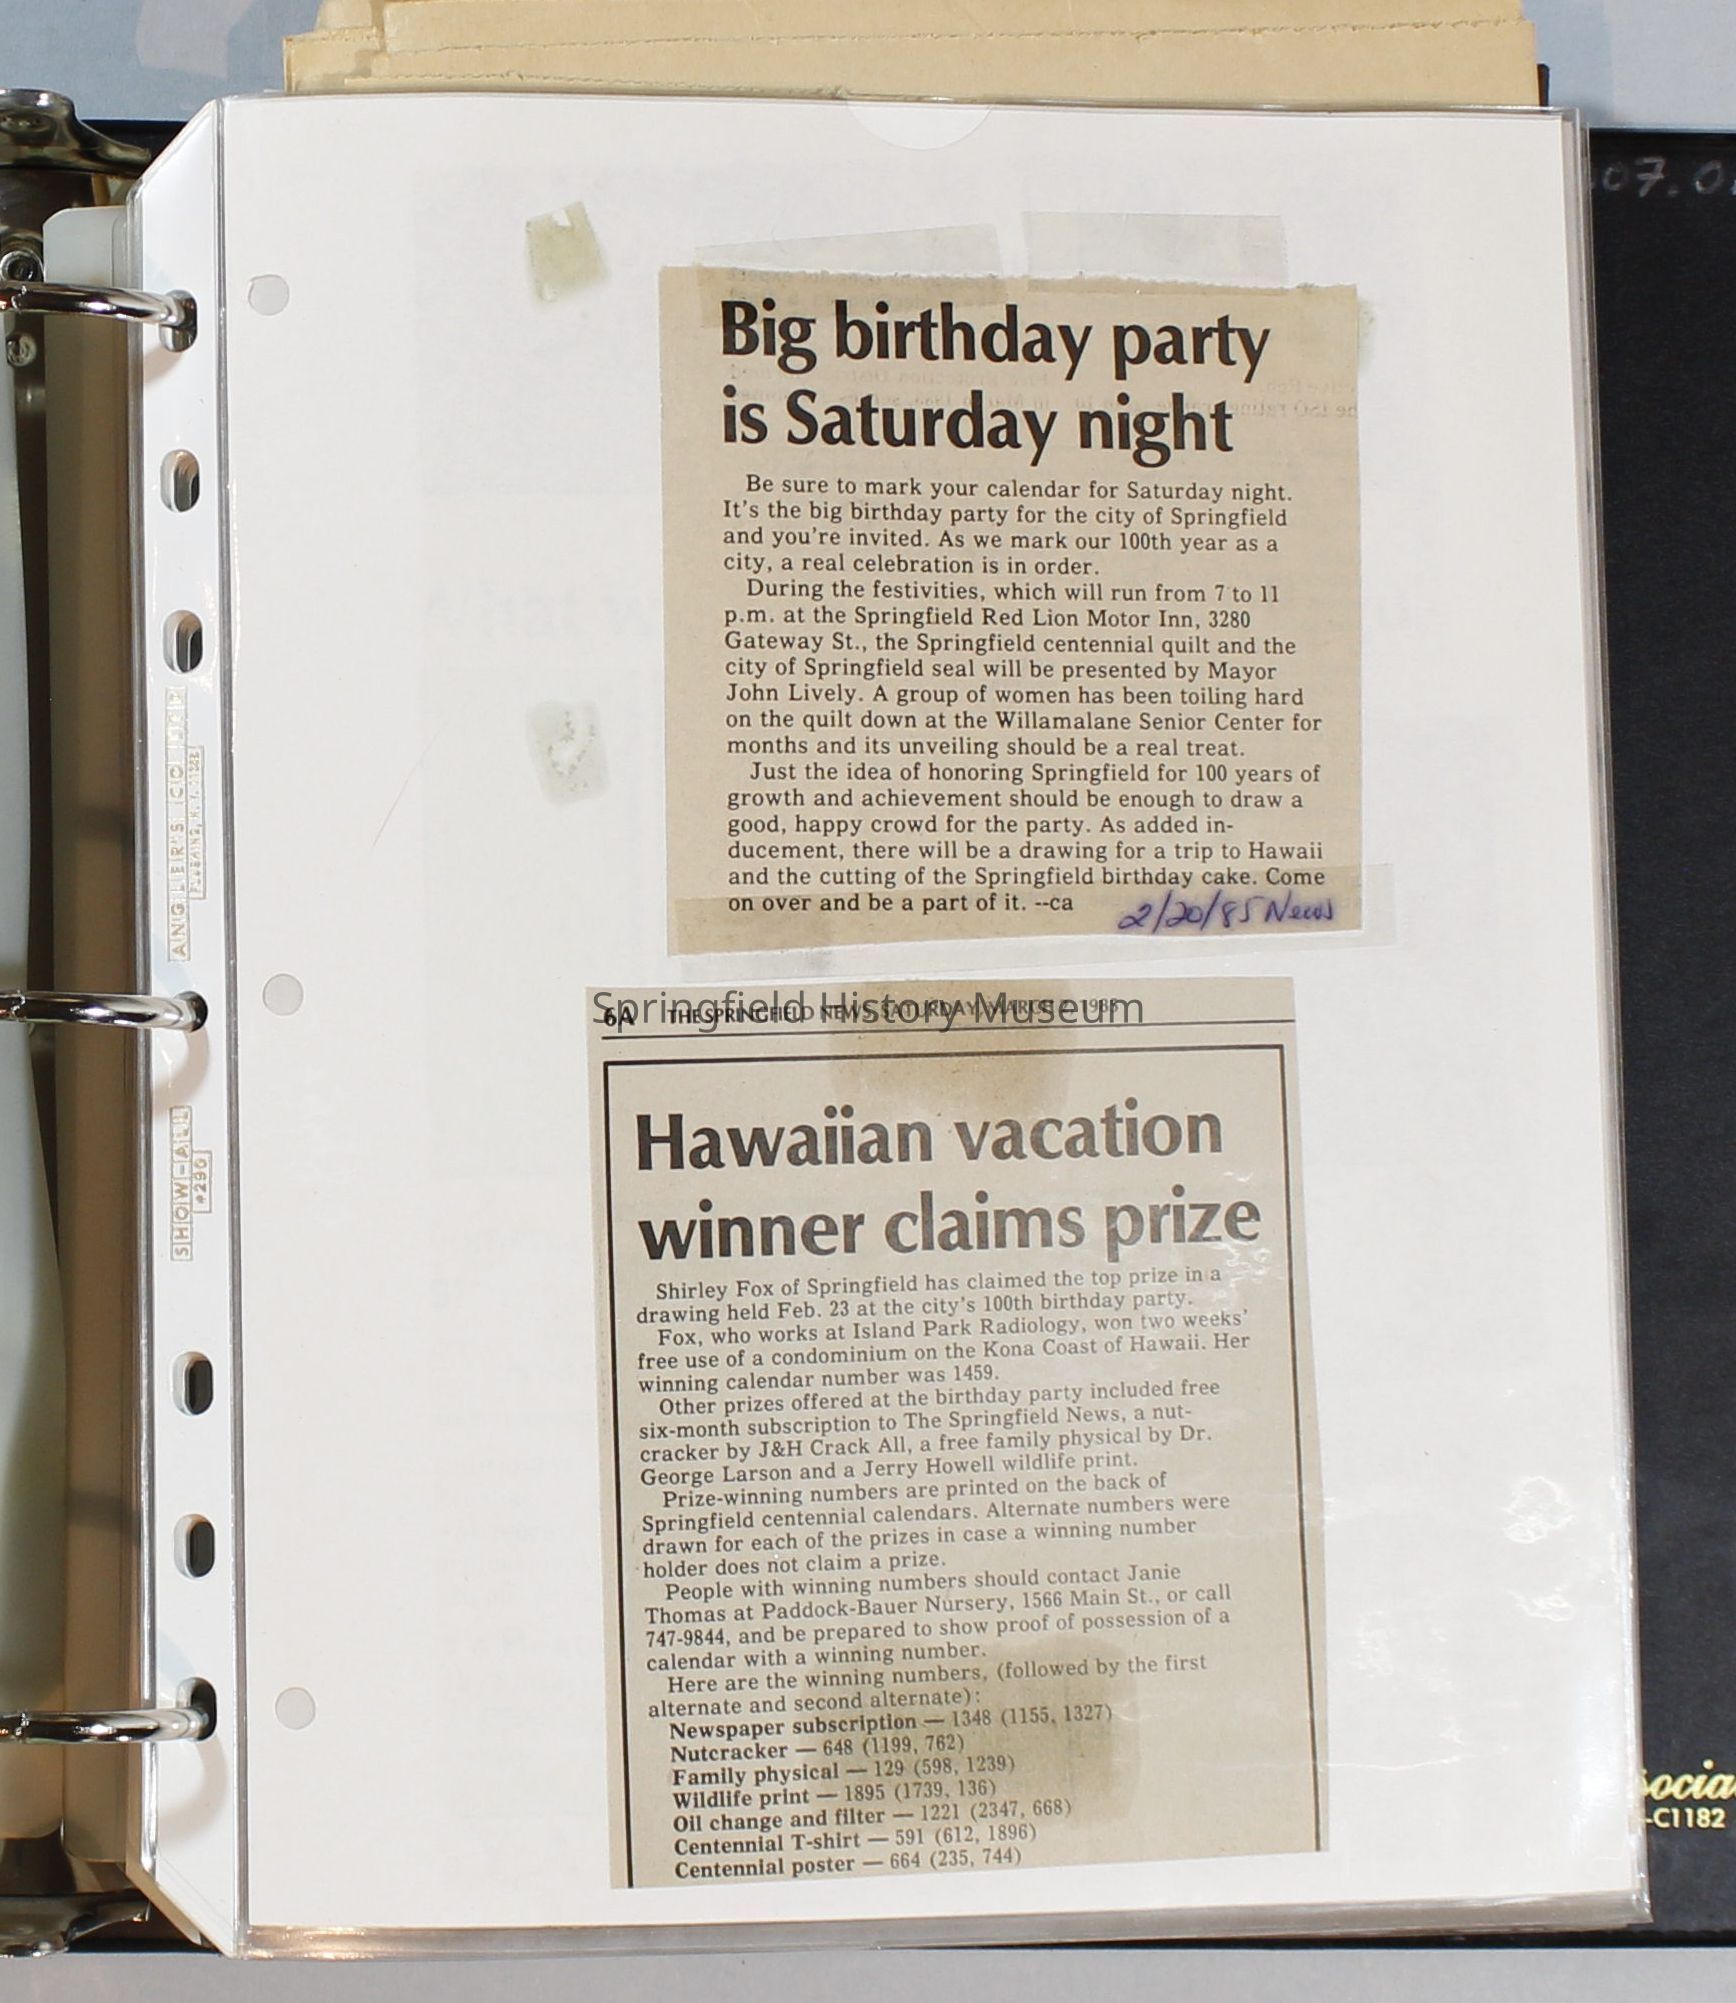 07.0
Big birthday party
is Saturday night
Be sure to mark your calendar for Saturday night.
It's the big birthday party for the city of Springfield
and you're invited. As we mark our 100th year as a
city, a real celebration is in order.
During the festivities, which will run from 7 to 11
p.m. at the Springfield Red Lion Motor Inn, 3280
Gateway St., the Springfield centennial quilt and the
city of Springfield seal will be presented by Mayor
John Lively. A group of women has been toiling hard
on the quilt down at the Willamalane Senior Center for
months and its unveiling should be a real treat.
Just the idea of honoring Springfield for 100 years of
growth and achievement should be enough to draw a
good, happy crowd for the party. As added in-
ducement, there will be a drawing for a trip to Hawaii
and the cutting of the Springfield birthday cake. Come
on over and be a part of it. --ca
2/20/85 News
Springfield History Museum
6A THE SPRINGFIELD NEWS, SATURDAY, MARCH 1985
Hawaiian vacation
winner claims prize
Shirley Fox of Springfield has claimed the top prize in a
drawing held Feb. 23 at the city's 100th birthday party.
Fox, who works at Island Park Radiology, won two weeks'
free use of a condominium on the Kona Coast of Hawaii. Her
winning calendar number was 1459.
Other prizes offered at the birthday party included free
six-month subscription to The Springfield News, a nut-
cracker by J&H Crack All, a free family physical by Dr.
George Larson and a Jerry Howell wildlife print.
Prize-winning numbers are printed on the back of
Springfield centennial calendars. Alternate numbers were
drawn for each of the prizes in case a winning number
holder does not claim a prize.
People with winning numbers should contact Janie
Thomas at Paddock-Bauer Nursery, 1566 Main St., or call
747-9844, and be prepared to show proof of possession of a
calendar with a winning number.
Here are the winning numbers, (followed by the first
alternate and second alternate):
Newspaper subscription — 1348 (1155, 1327)
Nutcracker — 648 (1199, 762)
Family physical — 129 (598, 1239)
Wildlife print — 1895 (1739, 136)
Oil change and filter — 1221 (2347, 668)
Centennial T-shirt — 591 (612, 1896)
Centennial poster — 664 (235, 744)
ANGLER'S CO
SHOW-ALL
#290
ocia
-C1182